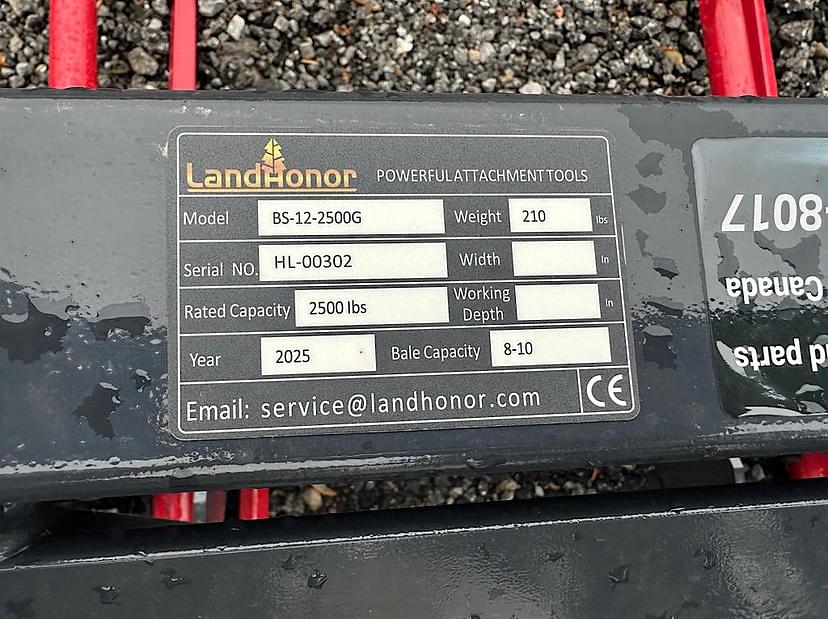 LandHonor POWERFUL ATTACHMENT TOOLS
Model BS-12-2500G Weight 210 lbs
Serial NO. HL-00302 Width In
Rated Capacity 2500 lbs Working Depth In
Year 2025 Bale Capacity 8-10
Email: service@landhonor.com CE
parts
Canada
-8017